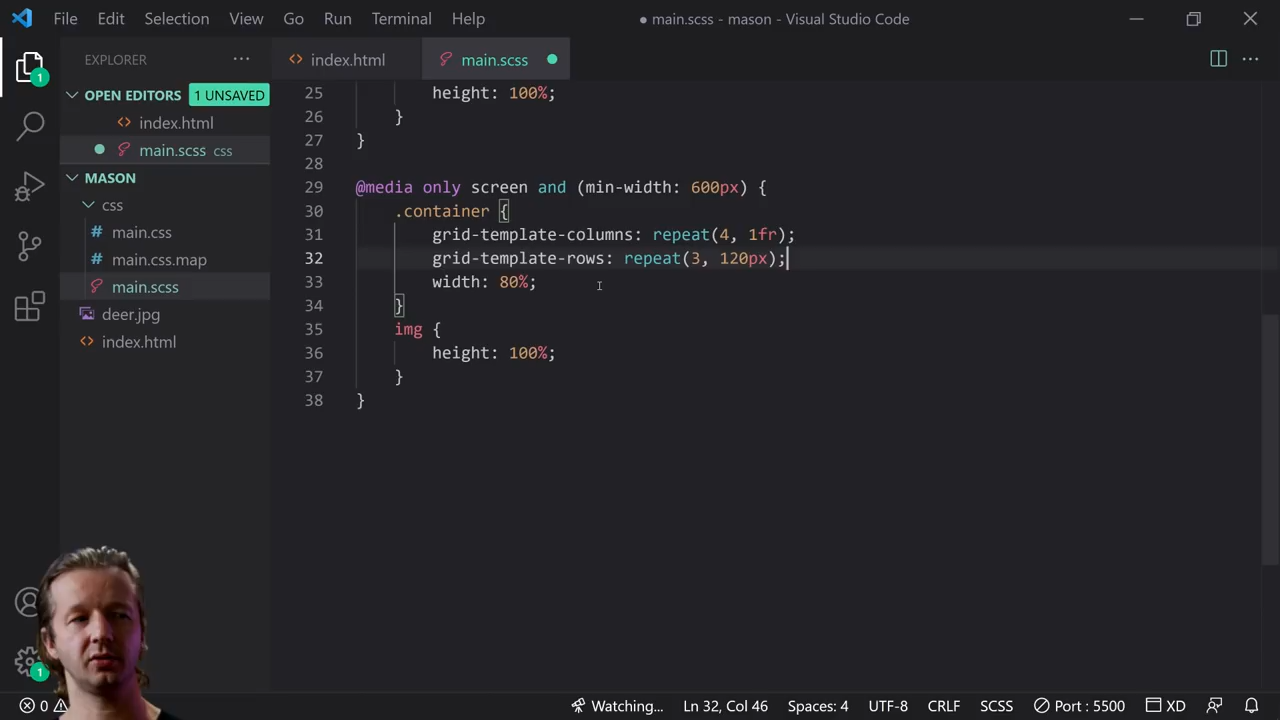 File Edit Selection View Go Run Terminal Help ● main.scss - mason - Visual Studio Code
EXPLORER ··· index.html main.scss
OPEN EDITORS 1 UNSAVED
index.html
main.scss css
MASON
css
main.css
main.css.map
main.scss
deer.jpg
index.html
25 height: 100%;
26 }
27 }
28
29 @media only screen and (min-width: 600px) {
30 .container {
31 grid-template-columns: repeat(4, 1fr);
32 grid-template-rows: repeat(3, 120px);
33 width: 80%;
34 }
35 img {
36 height: 100%;
37 }
38 }
1
1
0 Watching... Ln 32, Col 46 Spaces: 4 UTF-8 CRLF SCSS Port : 5500 XD